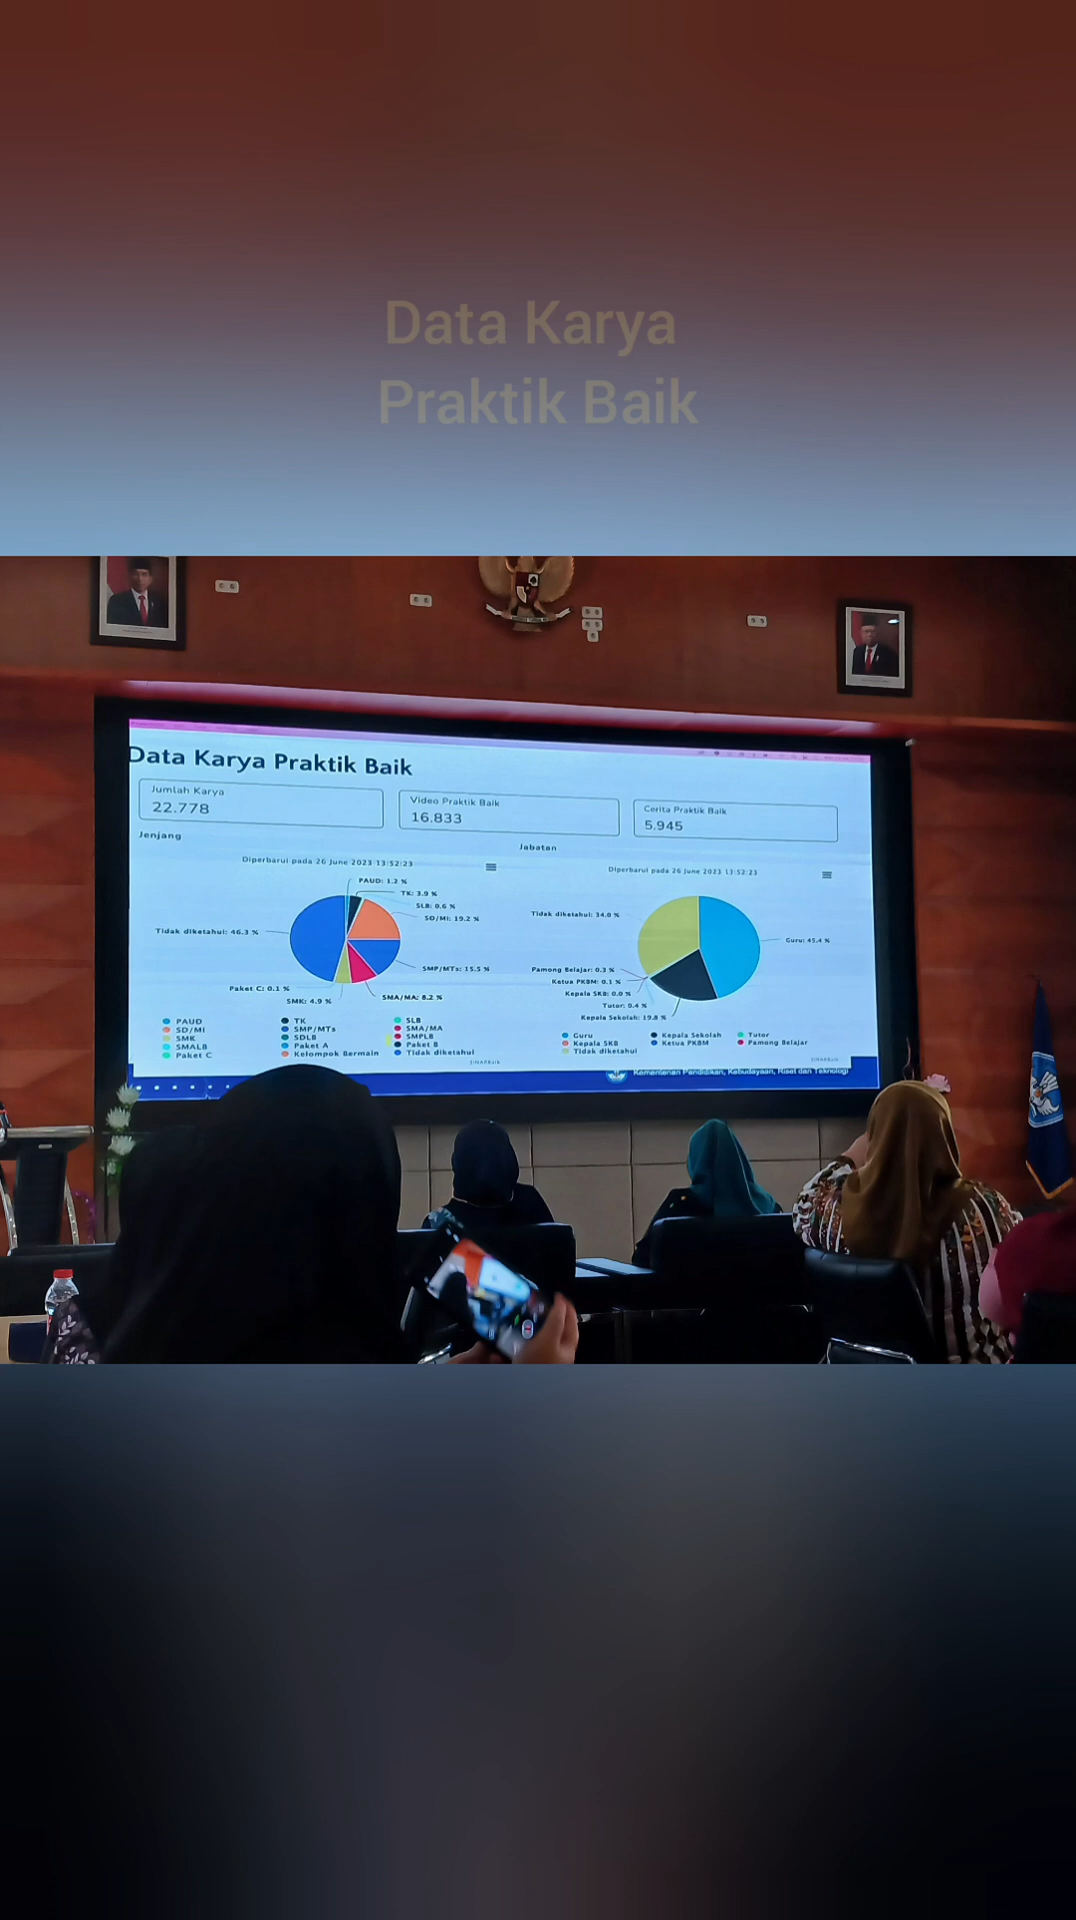 Data Karya
Praktik Baik
Data Karya Praktik Baik
Jumlah Karya
22.778
Video Praktik Baik
16.833
Cerita Praktik Baik
5.945
Jenjang
Jabatan
Diperbarui pada 26 June 2023 13:52:23
PAUD: 1.2 %
TK: 3.9 %
SLB: 0.6 %
SD/MI: 19.2 %
Tidak diketahui: 46.3 %
SMP/MTs: 15.5 %
Paket C: 0.1 %
SMK: 4.9 %
SMA/MA: 8.2 %
PAUD
TK
SLB
SD/MI
SMP/MTs
SMA/MA
SMK
SDLB
SMPLB
SMALB
Paket A
Paket B
Paket C
Kelompok Bermain
Tidak diketahui
Diperbarui pada 26 June 2023 13:52:23
Tidak diketahui: 34.0 %
Guru: 45.4 %
Pamong Belajar: 0.3 %
Ketua PKBM: 0.1 %
Kepala SKB: 0.0 %
Tutor: 0.4 %
Kepala Sekolah: 19.8 %
Guru
Kepala Sekolah
Tutor
Kepala SKB
Ketua PKBM
Pamong Belajar
Tidak diketahui
Kementerian Pendidikan, Kebudayaan, Riset dan Teknologi